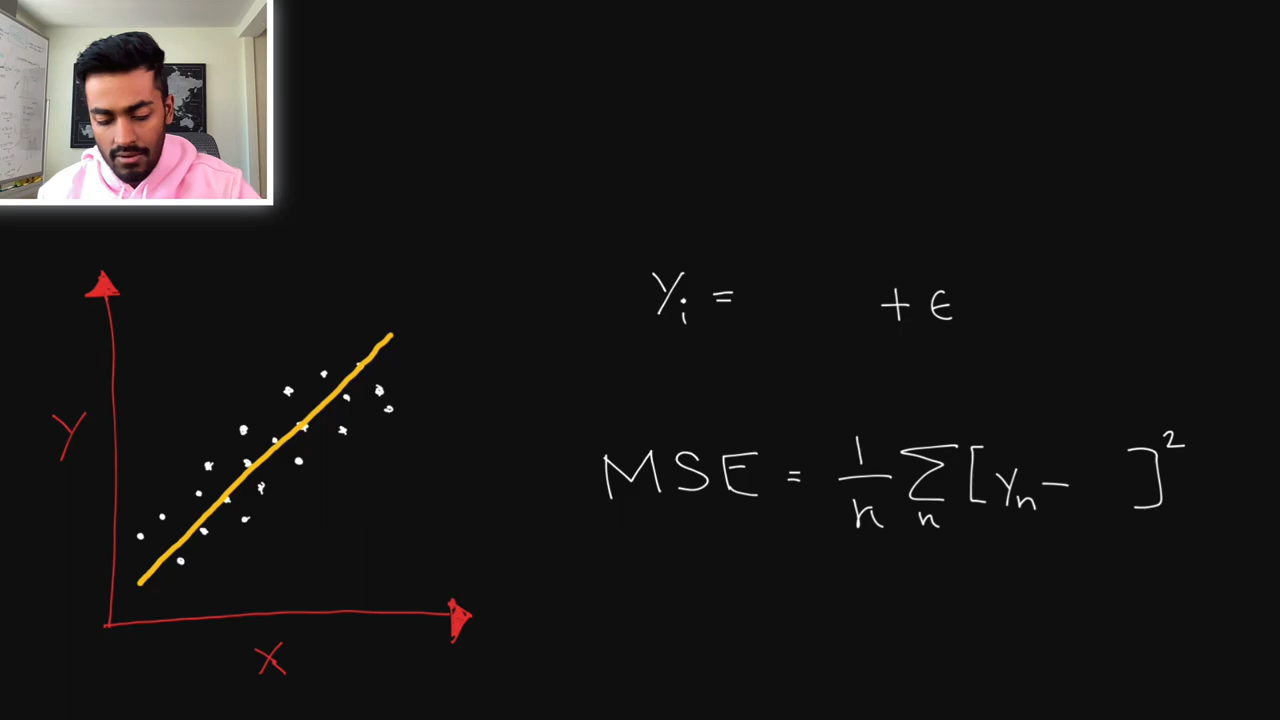 Y
X
Yᵢ =       + ϵ
MSE = 1/n ∑ₙ [yₙ −    ]²